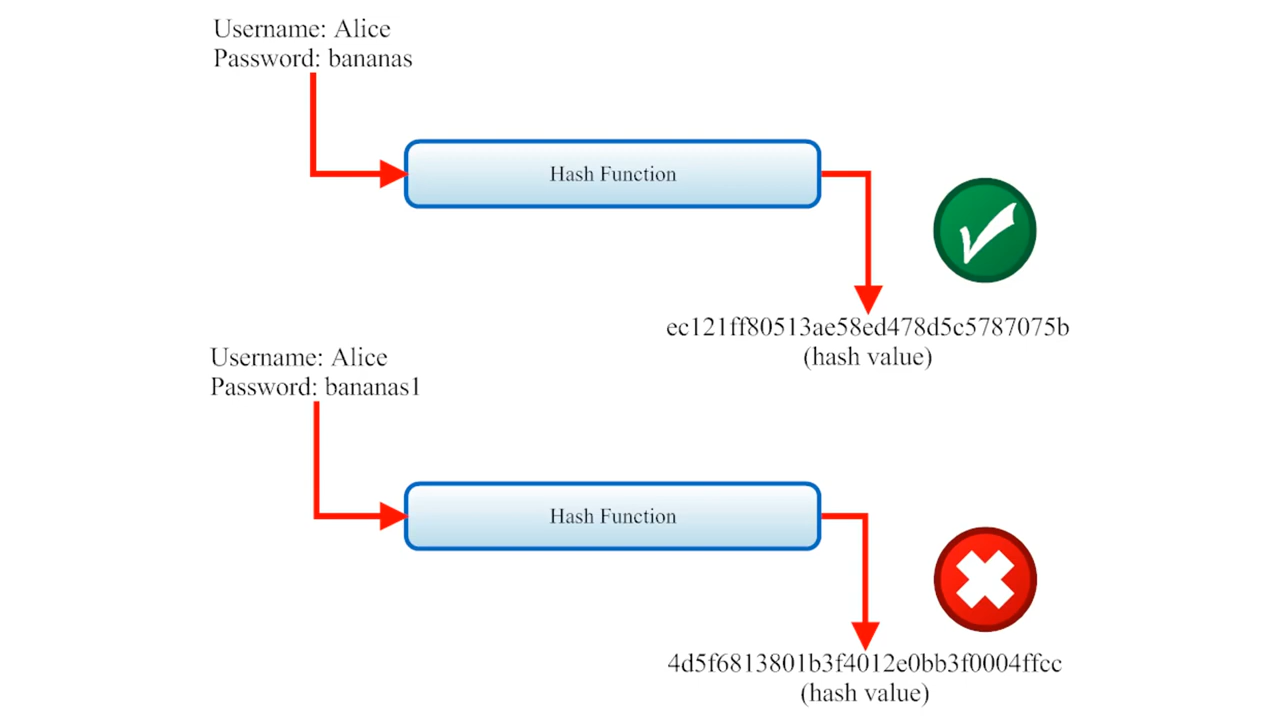 Username: Alice
Password: bananas
Hash Function
ec121ff80513ae58ed478d5c5787075b
(hash value)
Username: Alice
Password: bananas1
Hash Function
4d5f6813801b3f4012e0bb3f0004ffcc
(hash value)